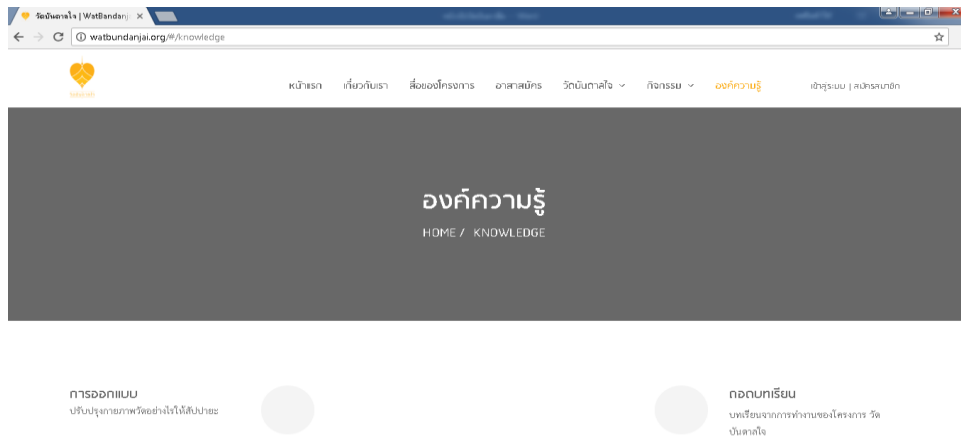 วัดบันดาลใจ | WatBandanj
watbundanjai.org/#/knowledge
หน้าแรก เกี่ยวกับเรา สื่อของโครงการ อาสาสมัคร วัดบันดาลใจ กิจกรรม องค์ความรู้ เข้าสู่ระบบ | สมัครสมาชิก
องค์ความรู้
HOME / KNOWLEDGE
การออกแบบ
ปรับปรุงกายภาพวัดอย่างไรให้สัปปายะ
ถอดบทเรียน
บทเรียนจากการทำงานของโครงการ วัด
บันดาลใจ